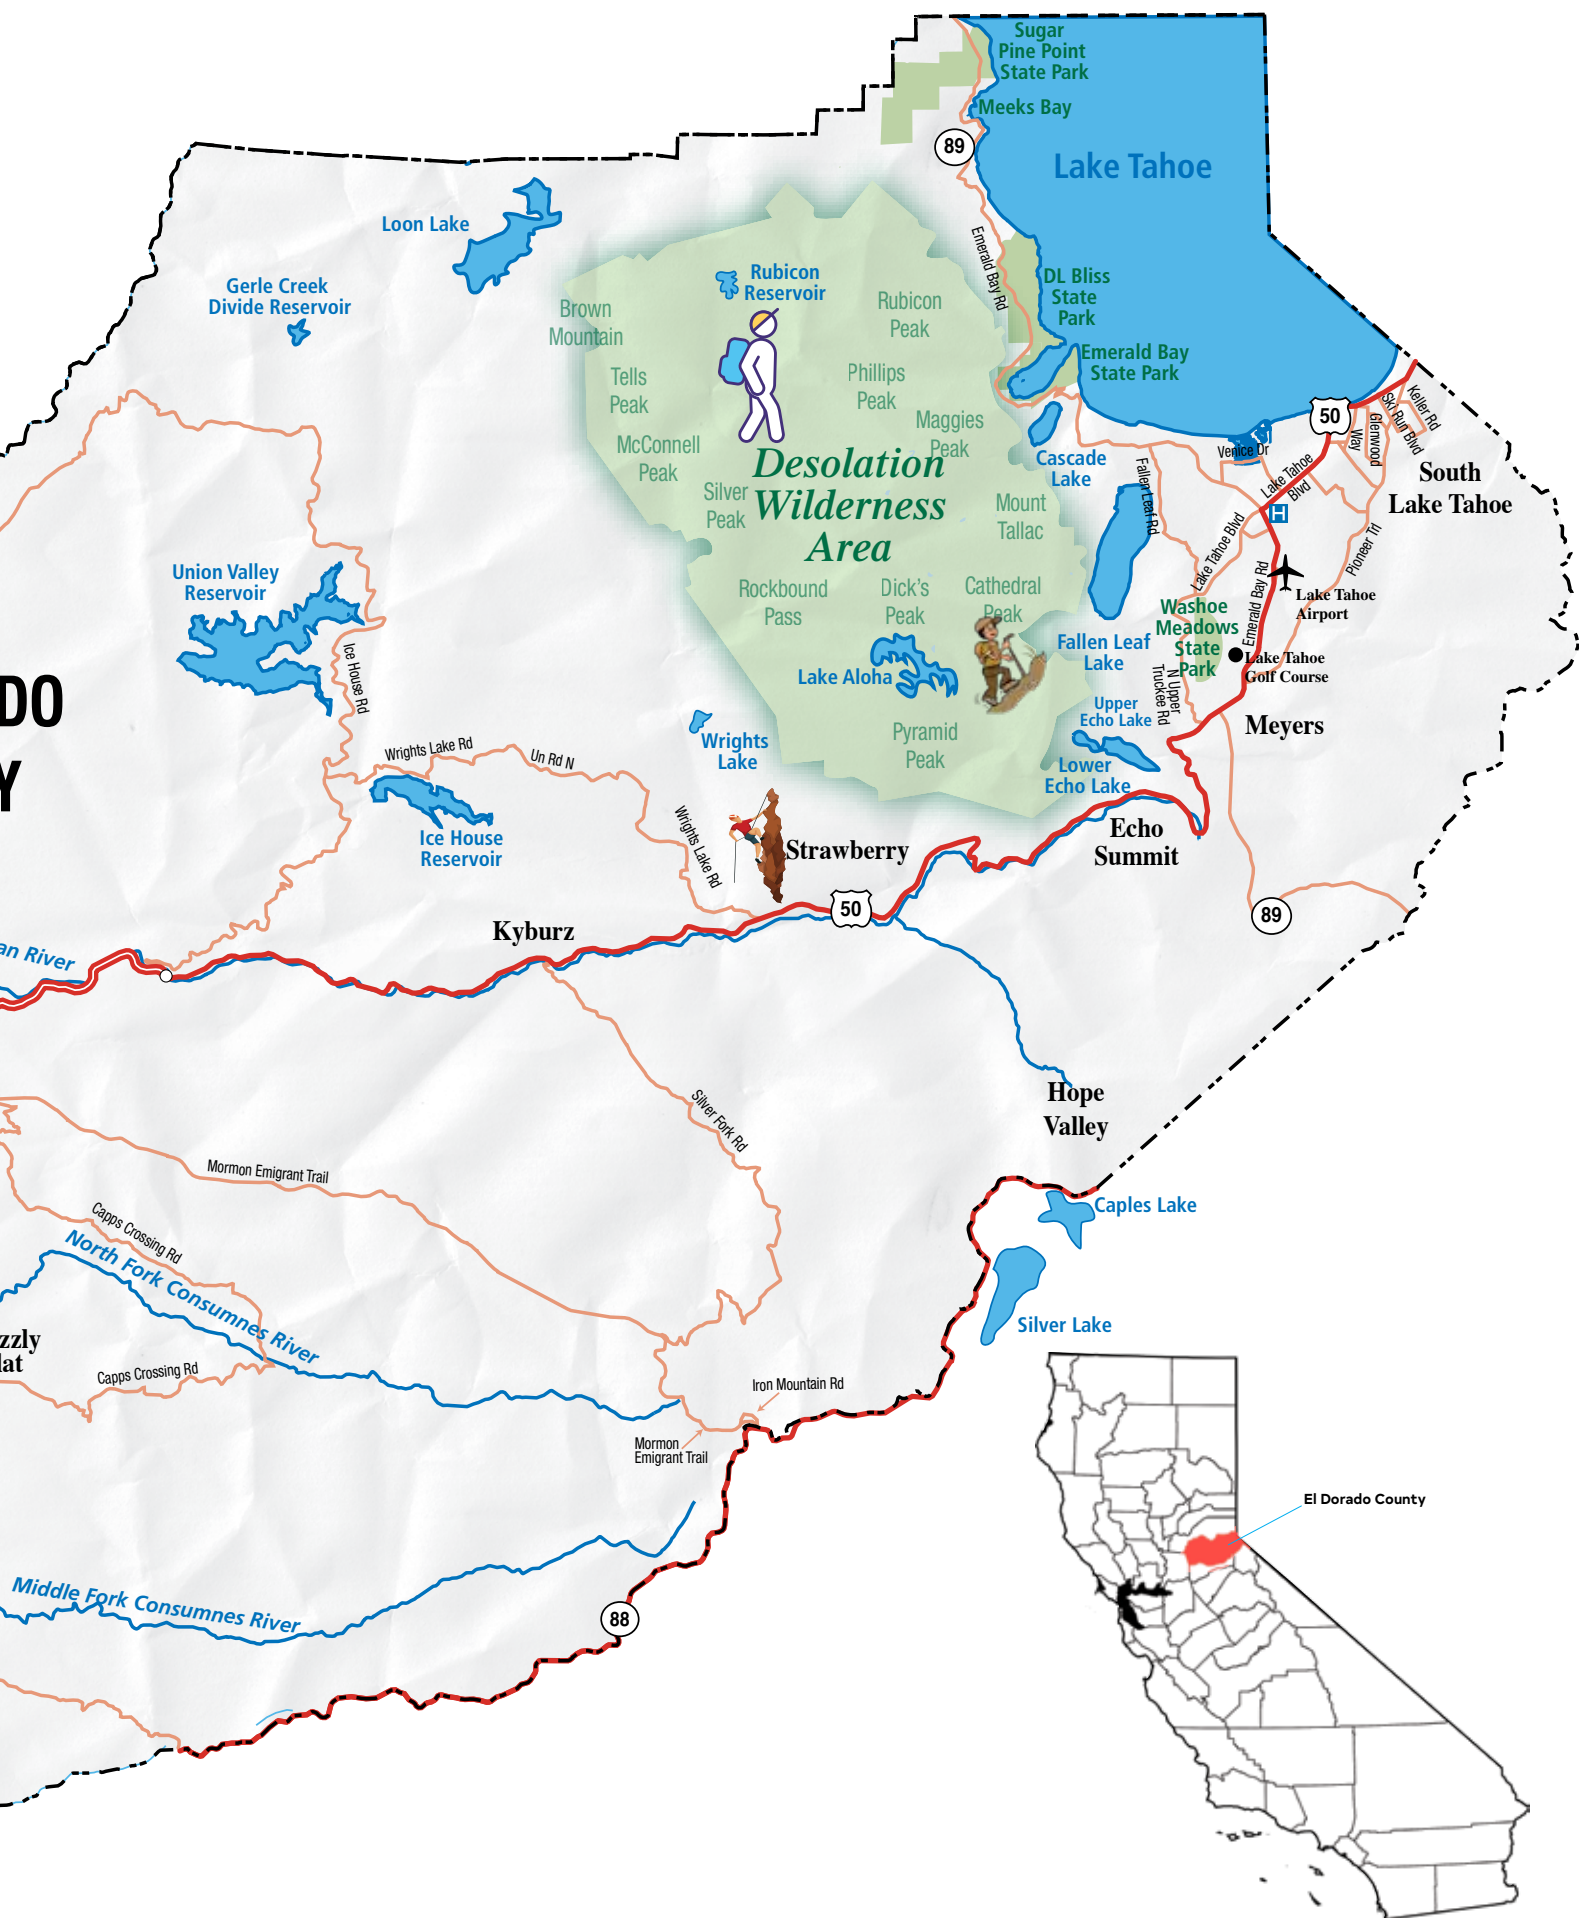 Sugar
Pine Point
State Park
Meeks Bay
89
Lake Tahoe
Loon Lake
Emerald Bay Rd
Gerle Creek
Divide Reservoir
Rubicon
Reservoir
DL Bliss
State
Park
Brown
Mountain
Rubicon
Peak
Emerald Bay
State Park
Tells
Peak
Phillips
Peak
Maggies
Peak
50
Keller Rd
Ski Run Blvd
Glenwood
Way
McConnell
Peak
Desolation
Wilderness
Area
Cascade
Lake
Venice Dr
Lake Tahoe
Blvd
South
Lake Tahoe
Silver
Peak
Mount
Tallac
Fallen Leaf Rd
H
Lake Tahoe Blvd
Pioneer Trl
Union Valley
Reservoir
Rockbound
Pass
Dick's
Peak
Cathedral
Peak
Emerald Bay Rd
Lake Tahoe
Airport
Washoe
Meadows
State
Park
Fallen Leaf
Lake
Lake Tahoe
Golf Course
Lake Aloha
Ice House Rd
N Upper
Truckee Rd
DO
Y
Upper
Echo Lake
Meyers
Pyramid
Peak
Wrights
Lake
Wrights Lake Rd
Un Rd N
Lower
Echo Lake
Ice House
Reservoir
Wrights Lake Rd
Strawberry
Echo
Summit
50
89
Kyburz
an River
Hope
Valley
Silver Fork Rd
Mormon Emigrant Trail
Caples Lake
Capps Crossing Rd
North Fork Consumnes River
Silver Lake
zzly
lat
Capps Crossing Rd
Iron Mountain Rd
Mormon
Emigrant Trail
El Dorado County
Middle Fork Consumnes River
88